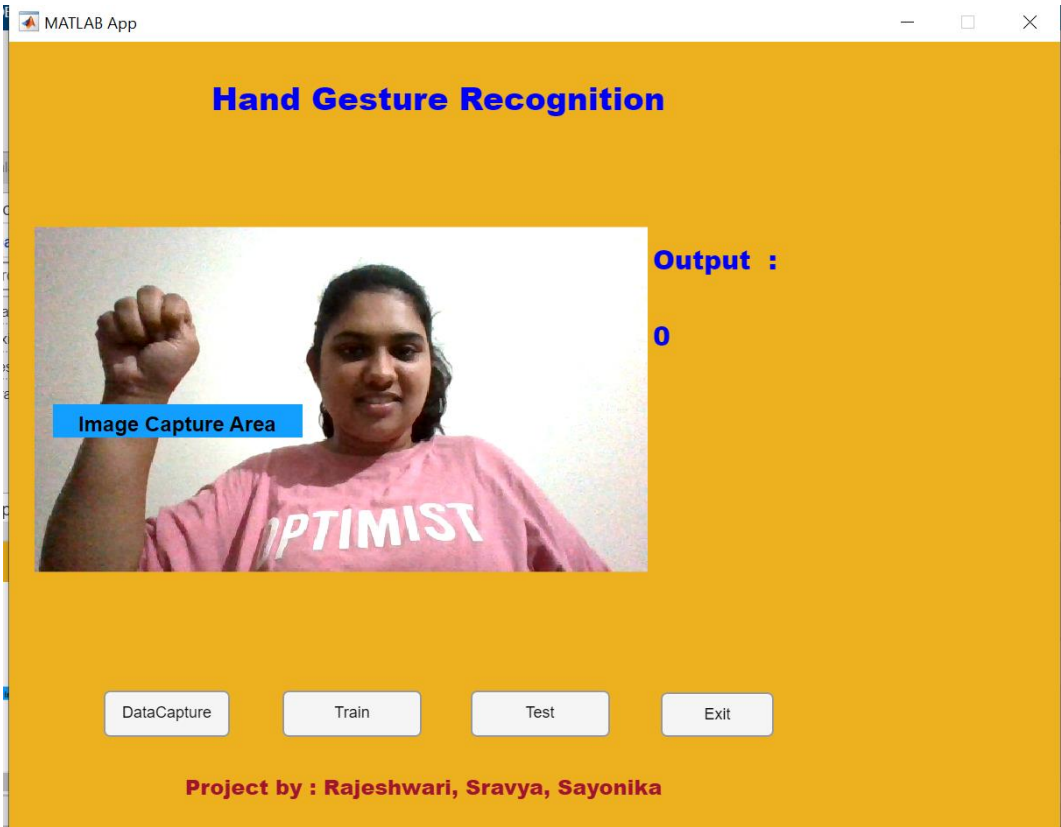 MATLAB App
Hand Gesture Recognition
Output :
0
Image Capture Area
OPTIMIST
DataCapture
Train
Test
Exit
Project by : Rajeshwari, Sravya, Sayonika